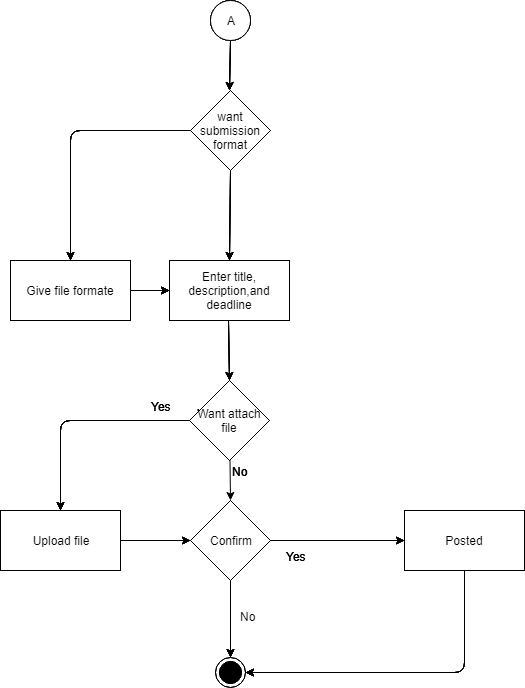 A
want
submission
format
Give file formate
Enter title,
description,and
deadline
Yes
Want attach
file
No
Upload file
Confirm
Yes
Posted
No